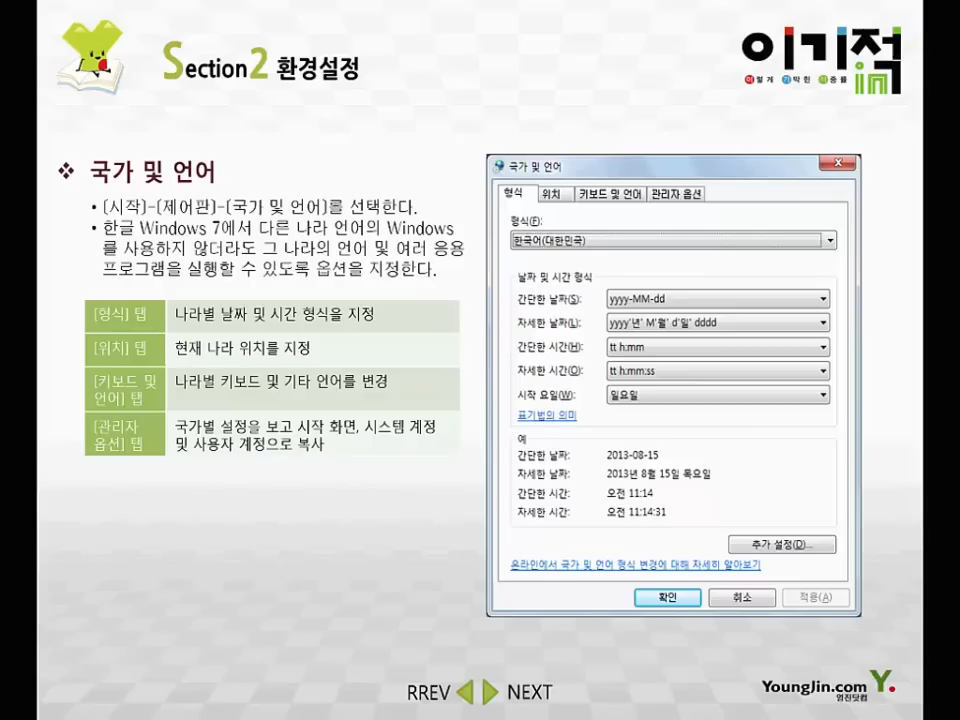 Section2 환경설정
이기적in
이렇게 기막힌 적중률
❖ 국가 및 언어
• [시작]-[제어판]-[국가 및 언어]를 선택한다.
• 한글 Windows 7에서 다른 나라 언어의 Windows
를 사용하지 않더라도 그 나라의 언어 및 여러 응용
프로그램을 실행할 수 있도록 옵션을 지정한다.
[형식] 탭 나라별 날짜 및 시간 형식을 지정
[위치] 탭 현재 나라 위치를 지정
[키보드 및
언어] 탭
나라별 키보드 및 기타 언어를 변경
[관리자
옵션] 탭
국가별 설정을 보고 시작 화면, 시스템 계정
및 사용자 계정으로 복사
국가 및 언어
형식 위치 키보드 및 언어 관리자 옵션
형식(F):
한국어(대한민국)
날짜 및 시간 형식
간단한 날짜(S): yyyy-MM-dd
자세한 날짜(L): yyyy'년' M'월' d'일' dddd
간단한 시간(H): tt h:mm
자세한 시간(O): tt h:mm:ss
시작 요일(W): 일요일
표기법의 의미
예
간단한 날짜: 2013-08-15
자세한 날짜: 2013년 8월 15일 목요일
간단한 시간: 오전 11:14
자세한 시간: 오전 11:14:31
추가 설정(D)...
온라인에서 국가 및 언어 형식 변경에 대해 자세히 알아보기
확인 취소 적용(A)
RREV NEXT
YoungJin.com Y.
영진닷컴